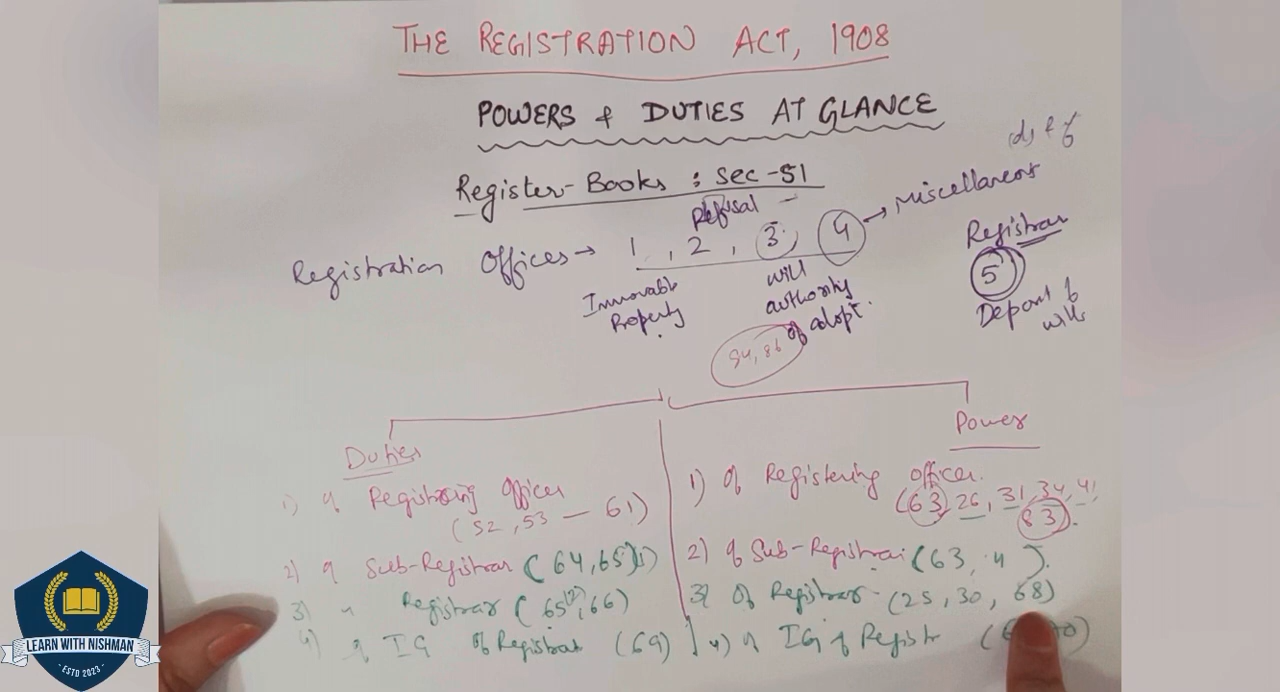 THE REGISTRATION ACT, 1908
POWERS & DUTIES AT GLANCE
(d) & f
Register-Books : Sec-51
Refusal
Miscellaneous
Registration Offices → 1, 2, 3, 4 →
Registrar
5
Immovable Property
will authority of adopt.
Deposit of wills
84, 86
Duties
Power
1) of Registering Officer
(52, 53 — 61)
1) of Registering officer.
(63, 26, 31, 34, 41,
83).
2) of Sub-Registrar (64, 65(1))
2) of Sub-Registrar (63, 41).
3) " Registrar (65(2), 66)
3) of Registrar (25, 30, 68)
4) of IG of Registrar (69)
4) of IG of Registr
LEARN WITH NISHMAN
ESTD 2023